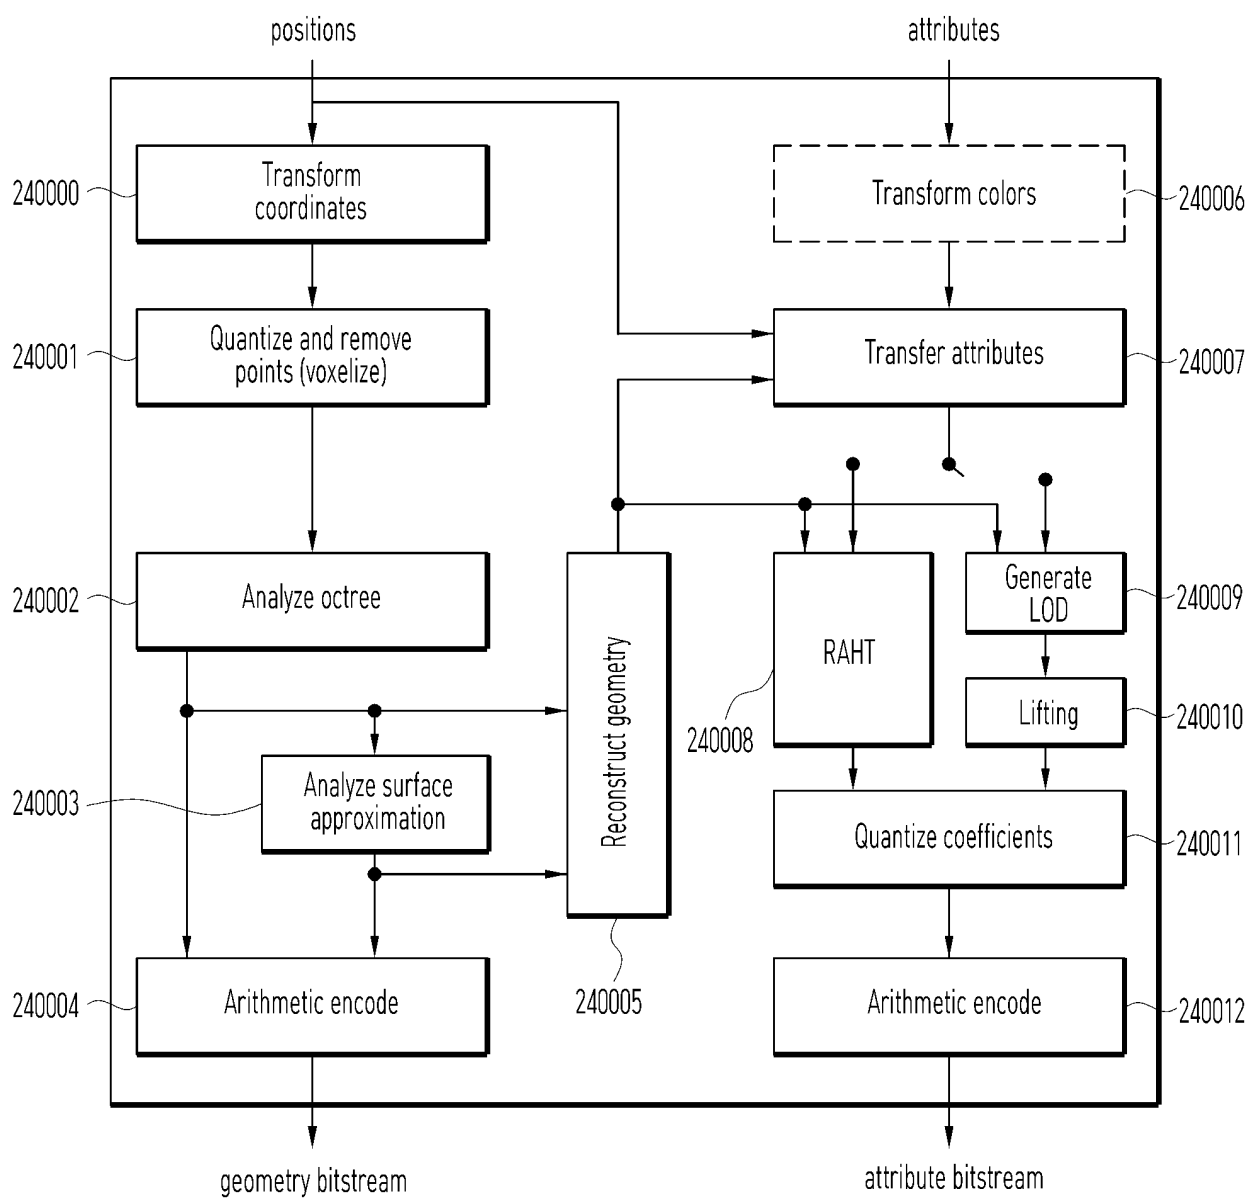 positions
attributes
240000
Transform
coordinates
Transform colors
240006
240001
Quantize and remove
points (voxelize)
Transfer attributes
240007
240002
Analyze octree
Reconstruct geometry
RAHT
Generate
LOD
240009
Lifting
240010
240008
240003
Analyze surface
approximation
Quantize coefficients
240011
240004
Arithmetic encode
240005
Arithmetic encode
240012
geometry bitstream
attribute bitstream